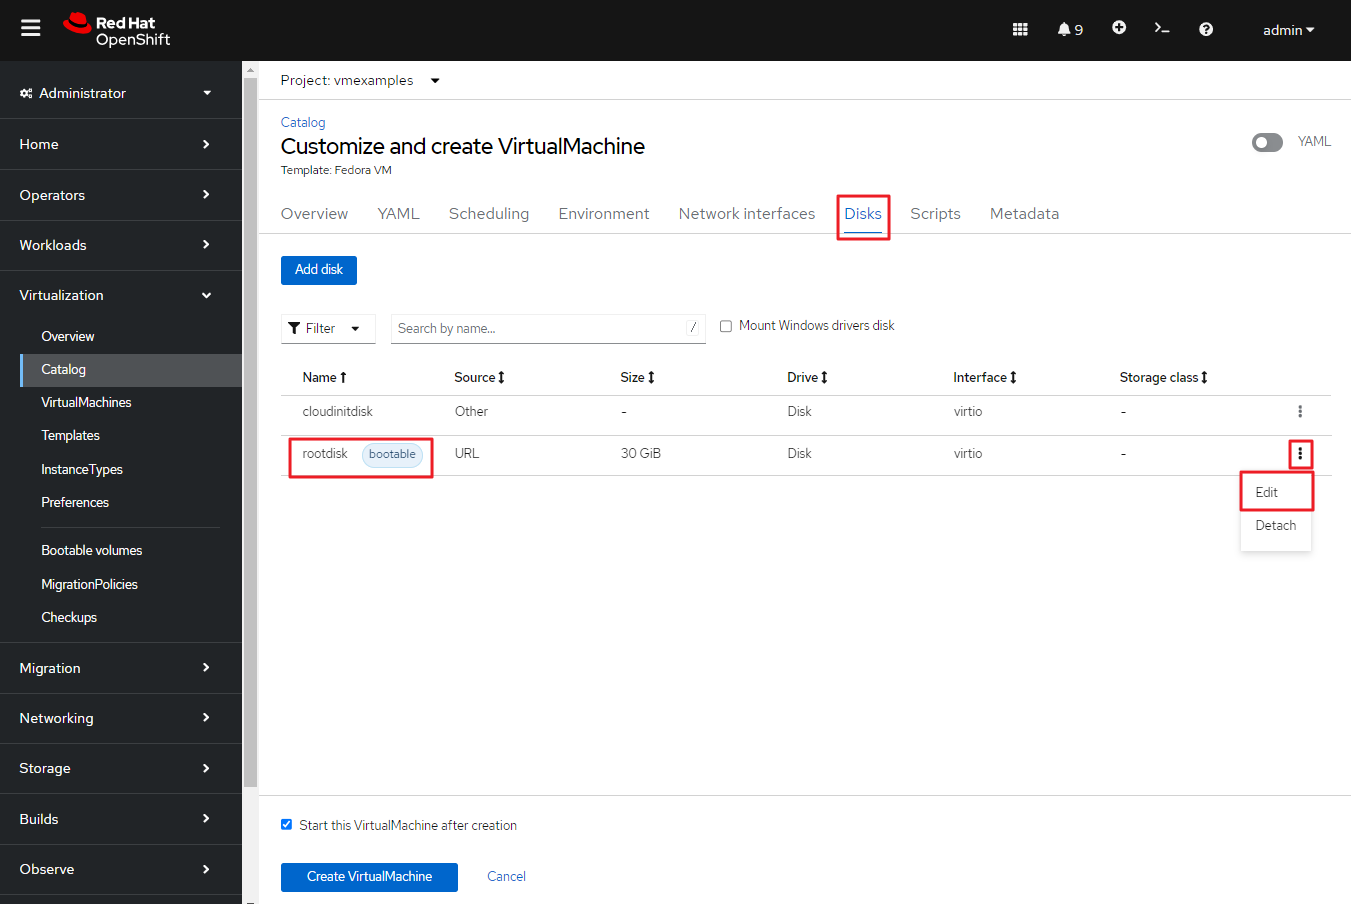 Red Hat
OpenShift
9
admin
Administrator
Home
Operators
Workloads
Virtualization
Overview
Catalog
VirtualMachines
Templates
InstanceTypes
Preferences
Bootable volumes
MigrationPolicies
Checkups
Migration
Networking
Storage
Builds
Observe
Project: vmexamples
Catalog
Customize and create VirtualMachine
Template: Fedora VM
YAML
Overview YAML Scheduling Environment Network interfaces Disks Scripts Metadata
Add disk
Filter Search by name... / Mount Windows drivers disk
Name Source Size Drive Interface Storage class
cloudinitdisk Other - Disk virtio -
rootdisk bootable URL 30 GiB Disk virtio -
Edit
Detach
Start this VirtualMachine after creation
Create VirtualMachine Cancel